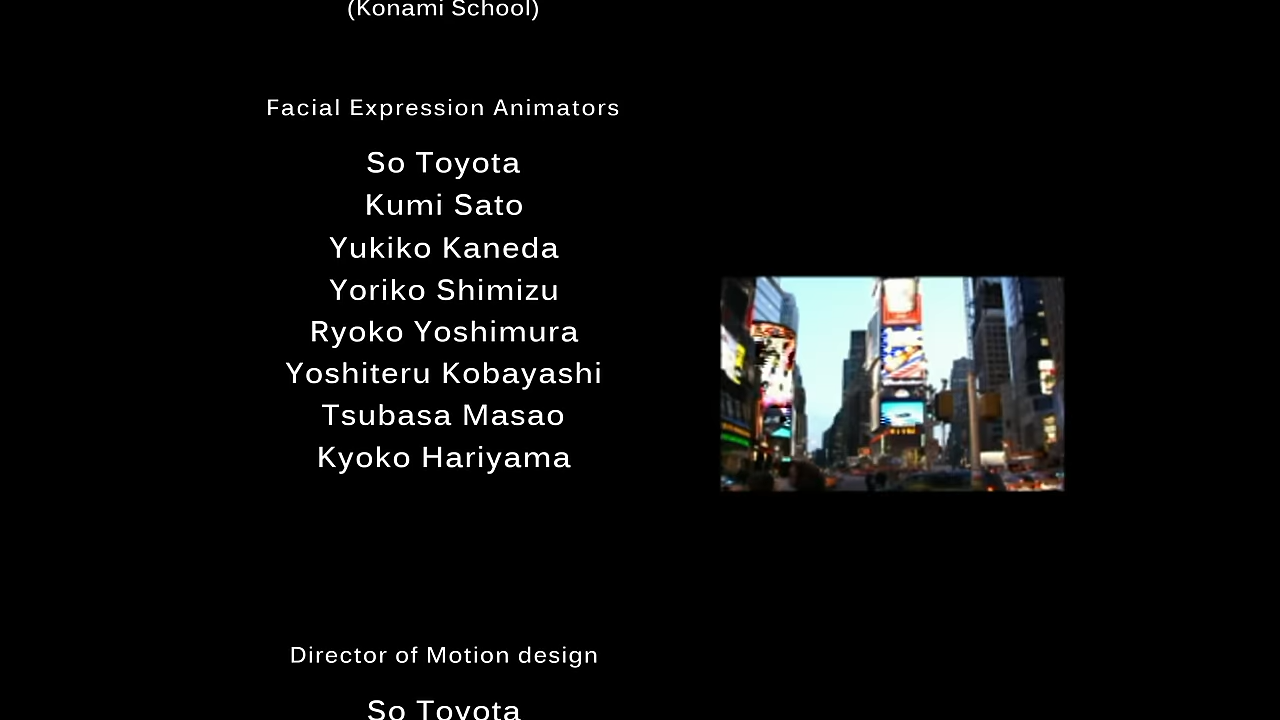 (Konami School)
Facial Expression Animators
So Toyota
Kumi Sato
Yukiko Kaneda
Yoriko Shimizu
Ryoko Yoshimura
Yoshiteru Kobayashi
Tsubasa Masao
Kyoko Hariyama
Director of Motion design
So Toyota